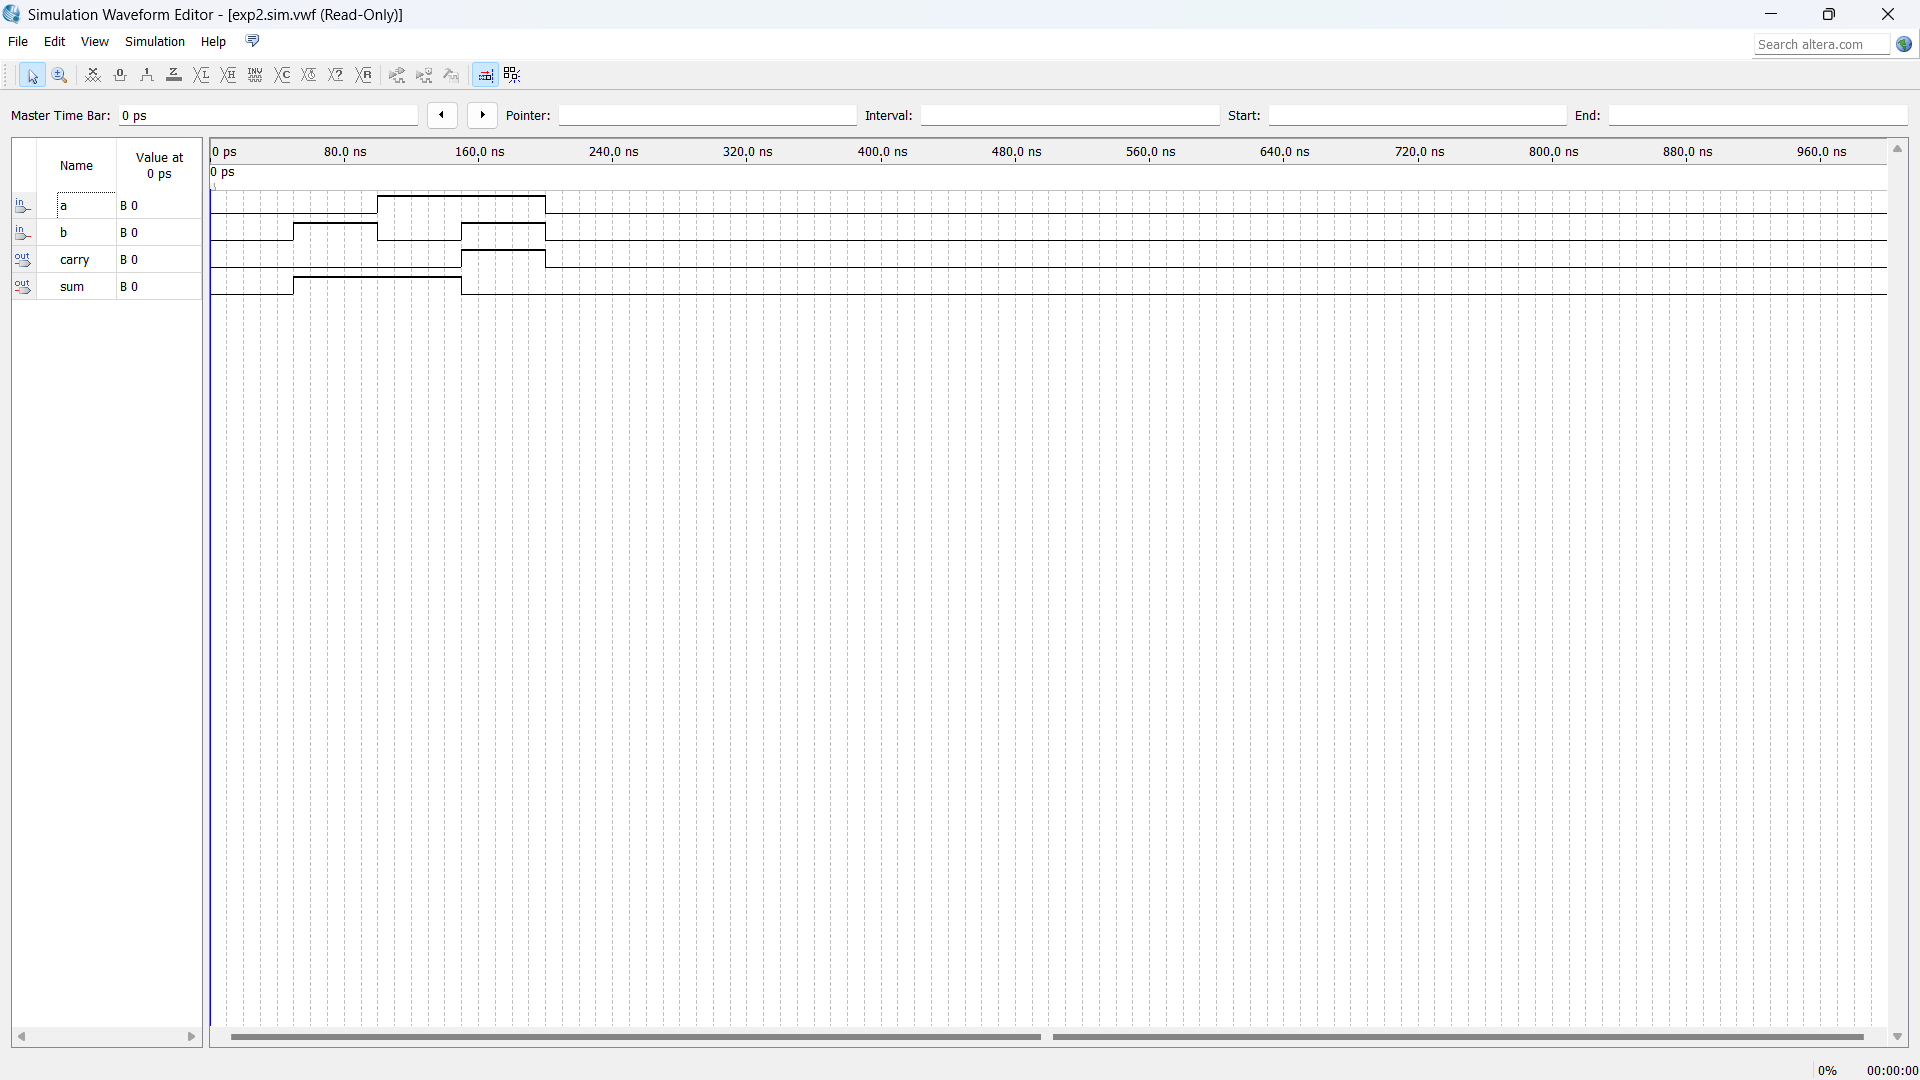 Simulation Waveform Editor - [exp2.sim.vwf (Read-Only)]
File Edit View Simulation Help
Search altera.com
Master Time Bar: 0 ps Pointer: Interval: Start: End:
Name Value at 0 ps
0 ps 80.0 ns 160.0 ns 240.0 ns 320.0 ns 400.0 ns 480.0 ns 560.0 ns 640.0 ns 720.0 ns 800.0 ns 880.0 ns 960.0 ns
0 ps
in a B 0
in b B 0
out carry B 0
out sum B 0
0% 00:00:00